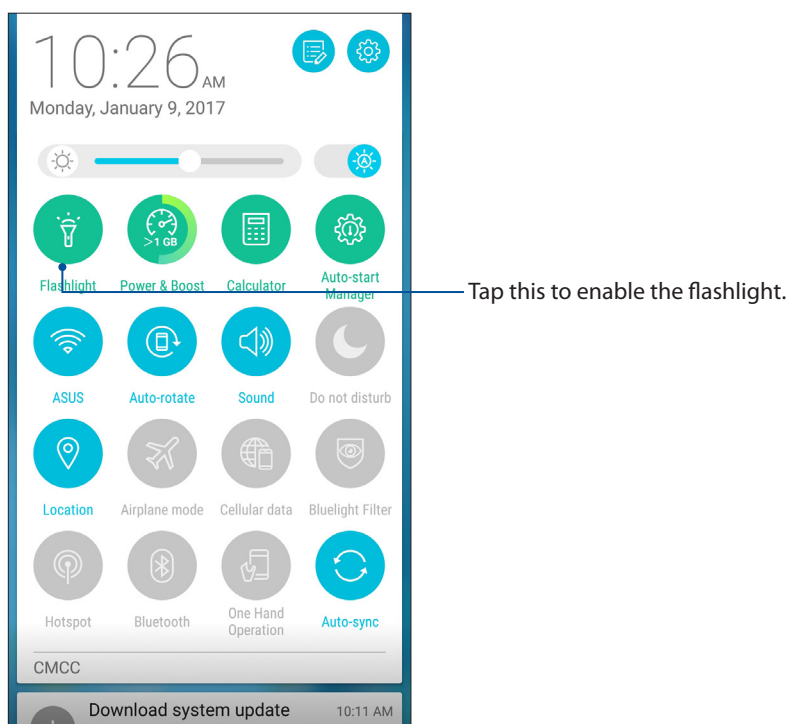 10:26 AM
Monday, January 9, 2017
A
>1 GB
Flashlight Power & Boost Calculator Auto-start Manager
Tap this to enable the flashlight.
ASUS Auto-rotate Sound Do not disturb
Location Airplane mode Cellular data Bluelight Filter
Hotspot Bluetooth One Hand Operation Auto-sync
CMCC
Download system update 10:11 AM